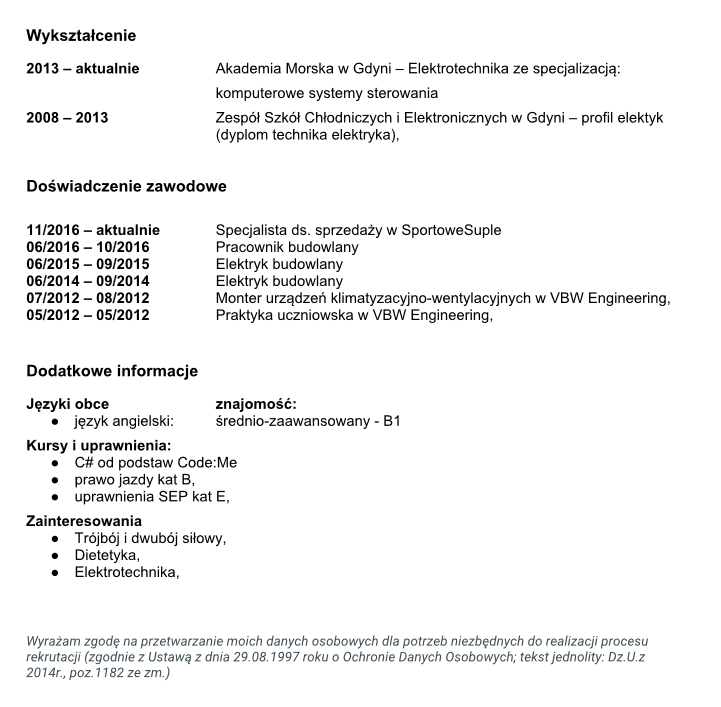 Wykształcenie
2013 – aktualnie Akademia Morska w Gdyni – Elektrotechnika ze specjalizacją:
komputerowe systemy sterowania
2008 – 2013 Zespół Szkół Chłodniczych i Elektronicznych w Gdyni – profil elektyk
(dyplom technika elektryka),
Doświadczenie zawodowe
11/2016 – aktualnie Specjalista ds. sprzedaży w SportoweSuple
06/2016 – 10/2016 Pracownik budowlany
06/2015 – 09/2015 Elektryk budowlany
06/2014 – 09/2014 Elektryk budowlany
07/2012 – 08/2012 Monter urządzeń klimatyzacyjno-wentylacyjnych w VBW Engineering,
05/2012 – 05/2012 Praktyka uczniowska w VBW Engineering,
Dodatkowe informacje
Języki obce znajomość:
● język angielski: średnio-zaawansowany - B1
Kursy i uprawnienia:
● C# od podstaw Code:Me
● prawo jazdy kat B,
● uprawnienia SEP kat E,
Zainteresowania
● Trójbój i dwubój siłowy,
● Dietetyka,
● Elektrotechnika,
Wyrażam zgodę na przetwarzanie moich danych osobowych dla potrzeb niezbędnych do realizacji procesu
rekrutacji (zgodnie z Ustawą z dnia 29.08.1997 roku o Ochronie Danych Osobowych; tekst jednolity: Dz.U.z
2014r., poz.1182 ze zm.)